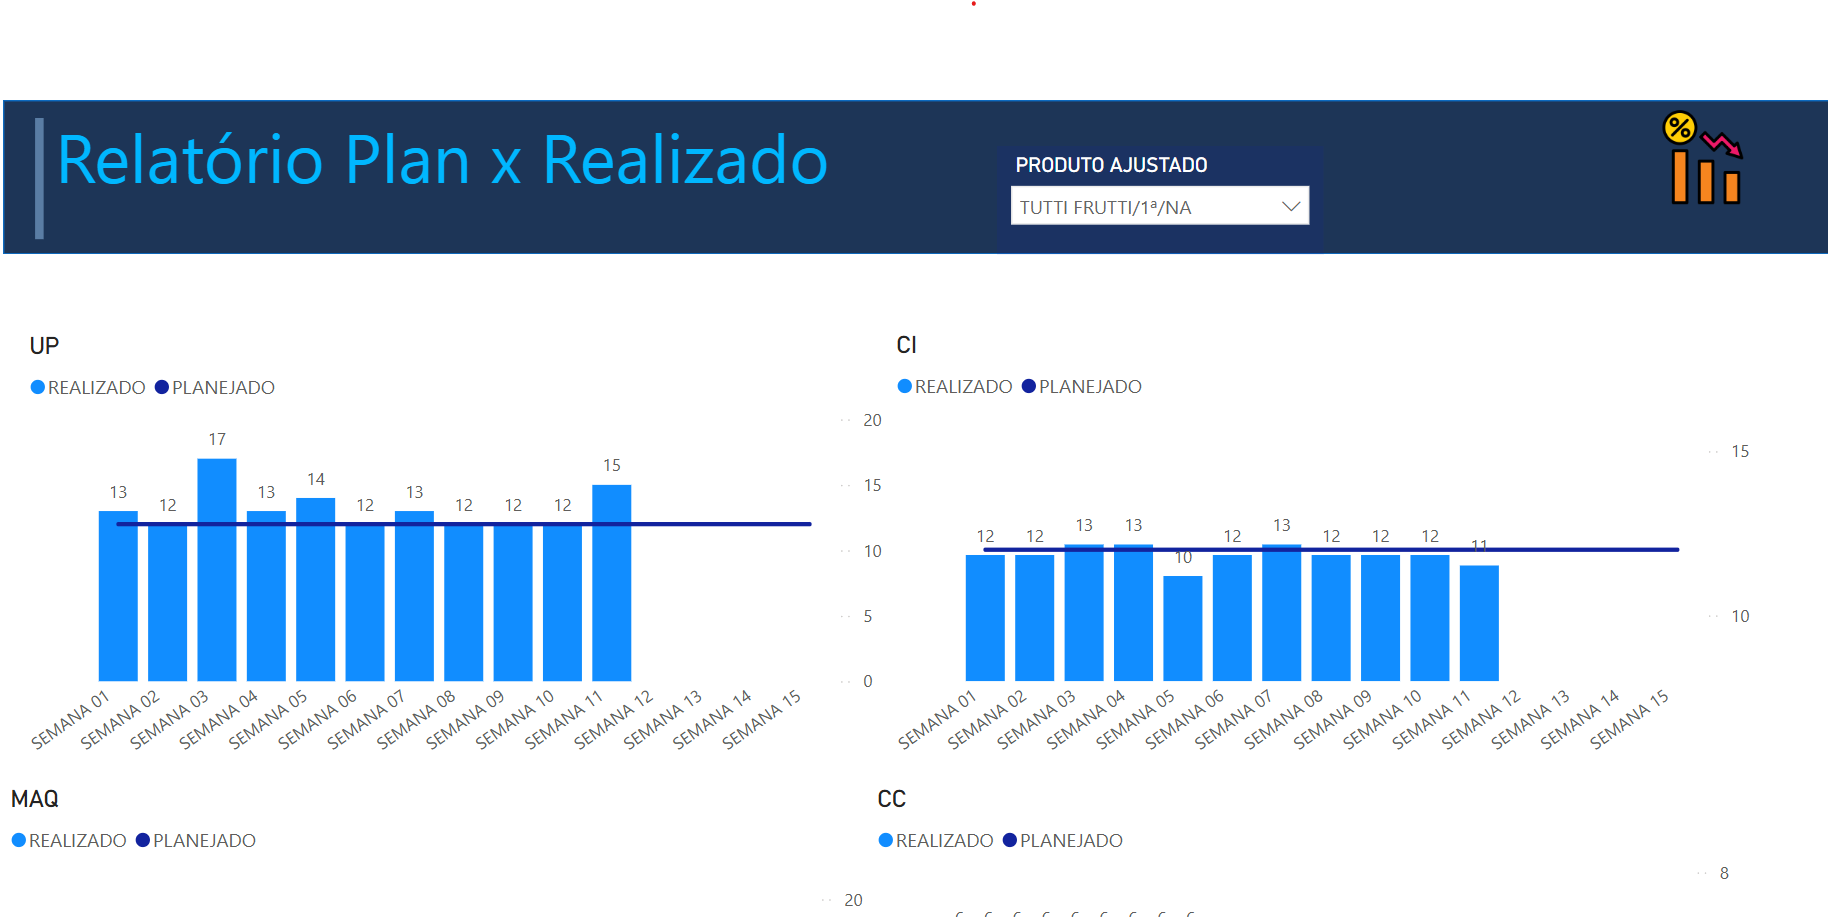 Relatório Plan x Realizado
PRODUTO AJUSTADO
TUTTI FRUTTI/1ª/NA
UP
REALIZADO PLANEJADO
20
15
10
5
0
13 12 17 13 14 12 13 12 12 12 15
SEMANA 01 SEMANA 02 SEMANA 03 SEMANA 04 SEMANA 05 SEMANA 06 SEMANA 07 SEMANA 08 SEMANA 09 SEMANA 10 SEMANA 11 SEMANA 12 SEMANA 13 SEMANA 14 SEMANA 15
CI
REALIZADO PLANEJADO
15
10
12 12 13 13 10 12 13 12 12 12 11
SEMANA 01 SEMANA 02 SEMANA 03 SEMANA 04 SEMANA 05 SEMANA 06 SEMANA 07 SEMANA 08 SEMANA 09 SEMANA 10 SEMANA 11 SEMANA 12 SEMANA 13 SEMANA 14 SEMANA 15
MAQ
REALIZADO PLANEJADO
20
CC
REALIZADO PLANEJADO
8